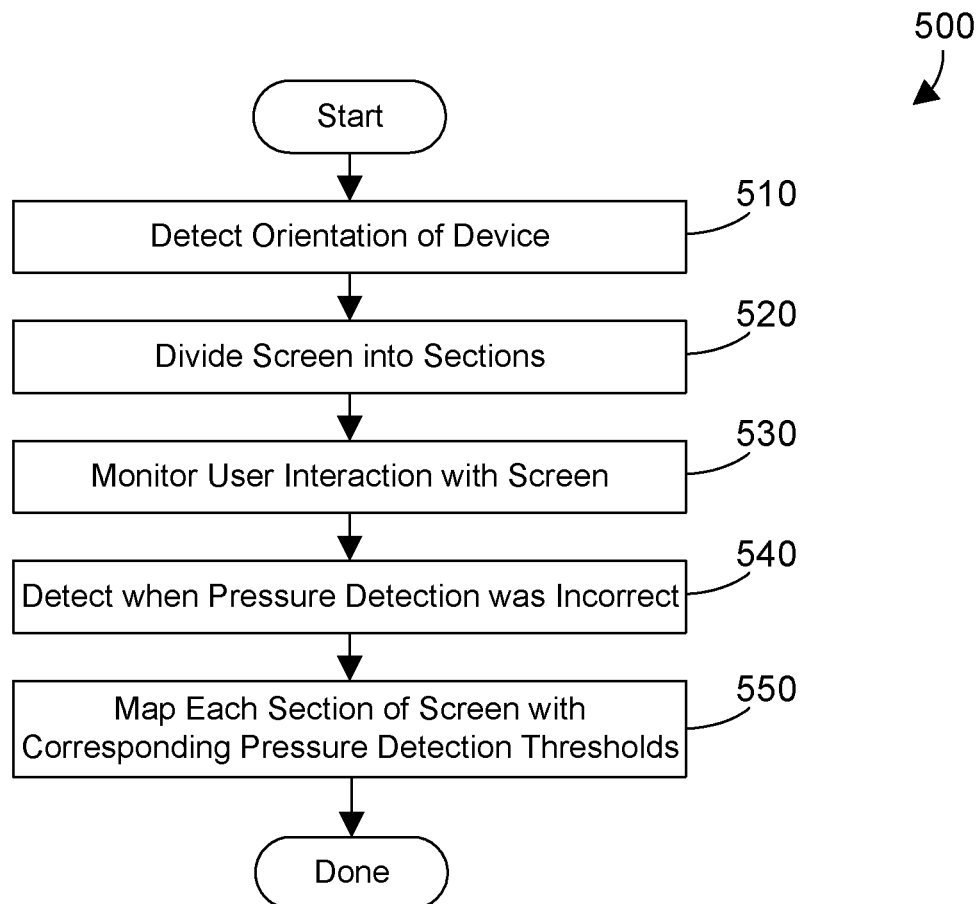 500
Start
510
Detect Orientation of Device
520
Divide Screen into Sections
530
Monitor User Interaction with Screen
540
Detect when Pressure Detection was Incorrect
550
Map Each Section of Screen with
Corresponding Pressure Detection Thresholds
Done